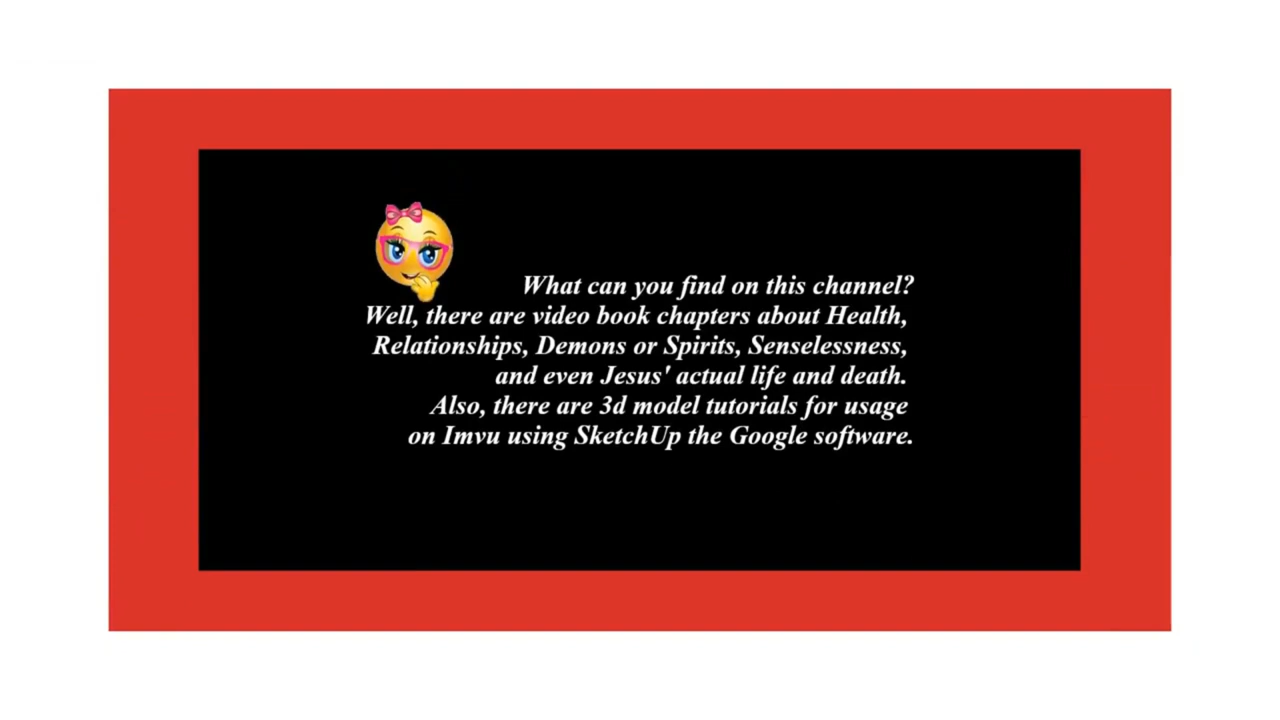 What can you find on this channel?
Well, there are video book chapters about Health,
Relationships, Demons or Spirits, Senselessness,
and even Jesus' actual life and death.
Also, there are 3d model tutorials for usage
on Imvu using SketchUp the Google software.